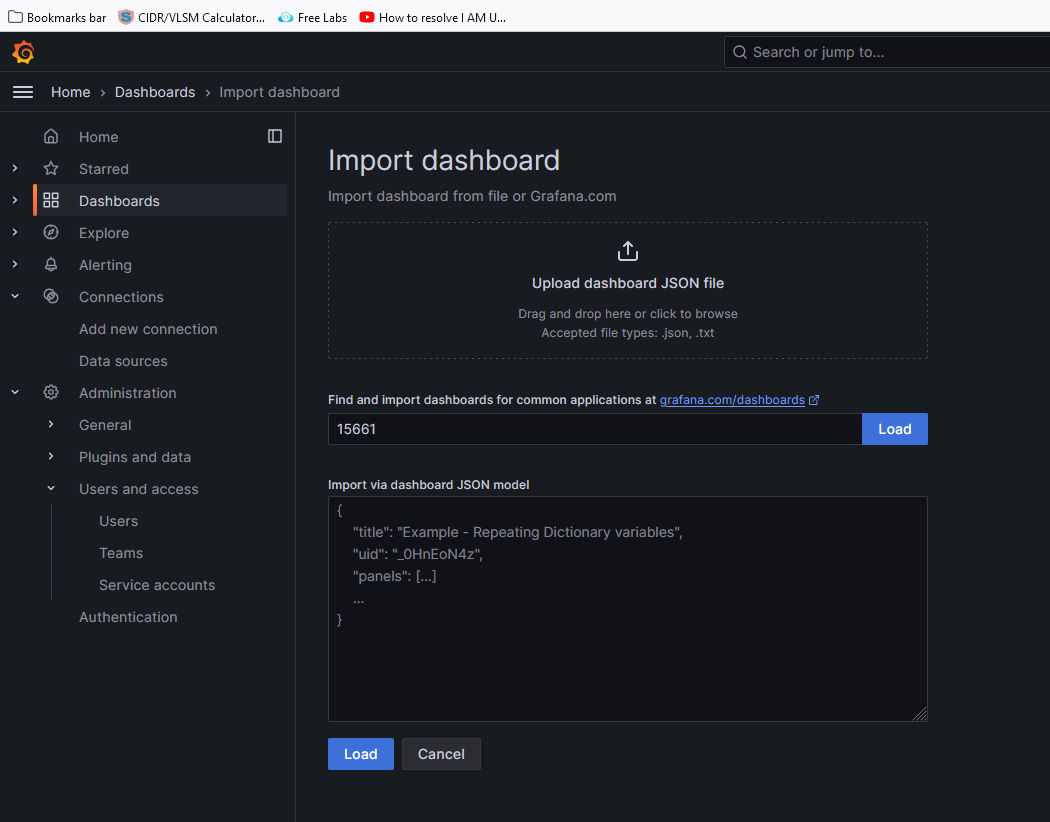 Bookmarks bar CIDR/VLSM Calculator... Free Labs How to resolve I AM U...
Search or jump to...
Home › Dashboards › Import dashboard
Home
Starred
Dashboards
Explore
Alerting
Connections
Add new connection
Data sources
Administration
General
Plugins and data
Users and access
Users
Teams
Service accounts
Authentication
Import dashboard
Import dashboard from file or Grafana.com
Upload dashboard JSON file
Drag and drop here or click to browse
Accepted file types: .json, .txt
Find and import dashboards for common applications at grafana.com/dashboards
15661 Load
Import via dashboard JSON model
{
"title": "Example - Repeating Dictionary variables",
"uid": "_0HnEoN4z",
"panels": [...]
...
}
Load Cancel